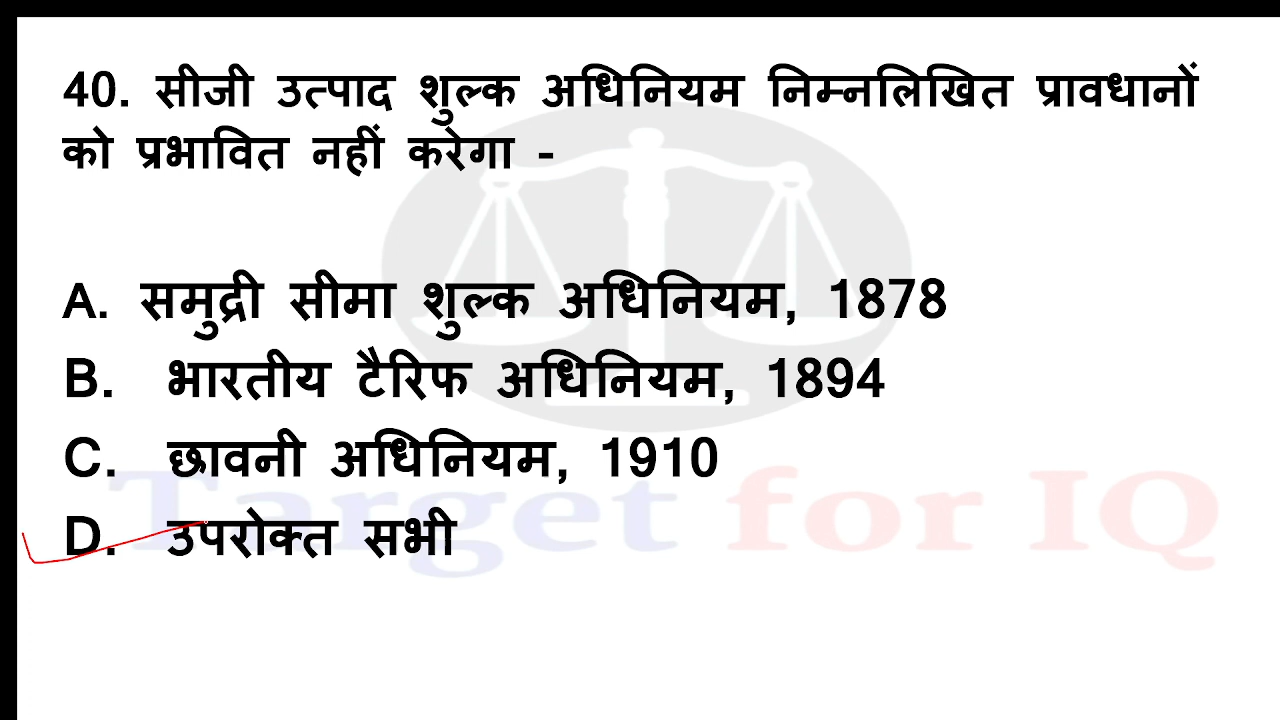 40. सीजी उत्पाद शुल्क अधिनियम निम्नलिखित प्रावधानों
को प्रभावित नहीं करेगा -
A. समुद्री सीमा शुल्क अधिनियम, 1878
B. भारतीय टैरिफ अधिनियम, 1894
C. छावनी अधिनियम, 1910
Target for IQ
D. उपरोक्त सभी